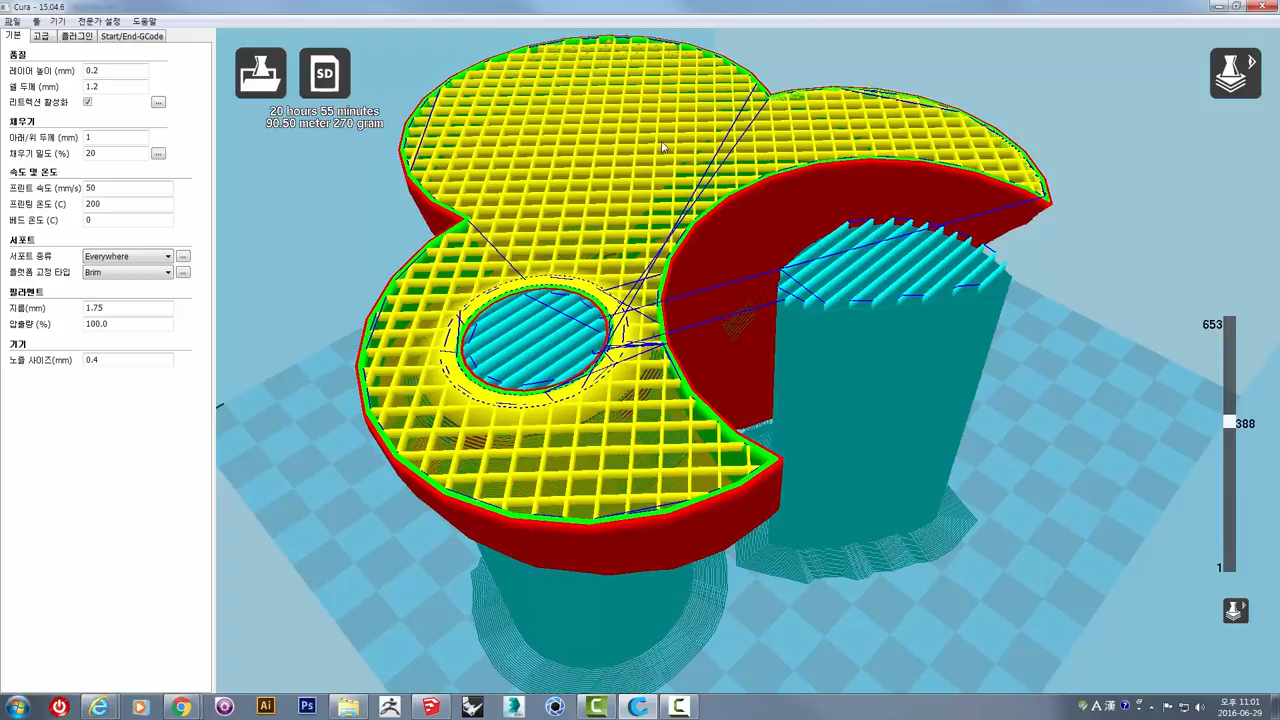 Cura - 15.04.6
파일 툴 기기 전문가 설정 도움말
기본 고급 플러그인 Start/End-GCode
품질
레이어 높이 (mm) 0.2
쉘 두께 (mm) 1.2
리트렉션 활성화 ...
채우기
아래/위 두께 (mm) 1
채우기 밀도 (%) 20 ...
속도 및 온도
프린트 속도 (mm/s) 50
프린팅 온도 (C) 200
베드 온도 (C) 0
서포트
서포트 종류 Everywhere ...
플랫폼 고정 타입 Brim ...
필라멘트
지름(mm) 1.75
압출량 (%) 100.0
기기
노즐 사이즈(mm) 0.4
SD
20 hours 55 minutes
90.50 meter 270 gram
653
388
1
Ai Ps
A 漢
오후 11:01
2016-06-29